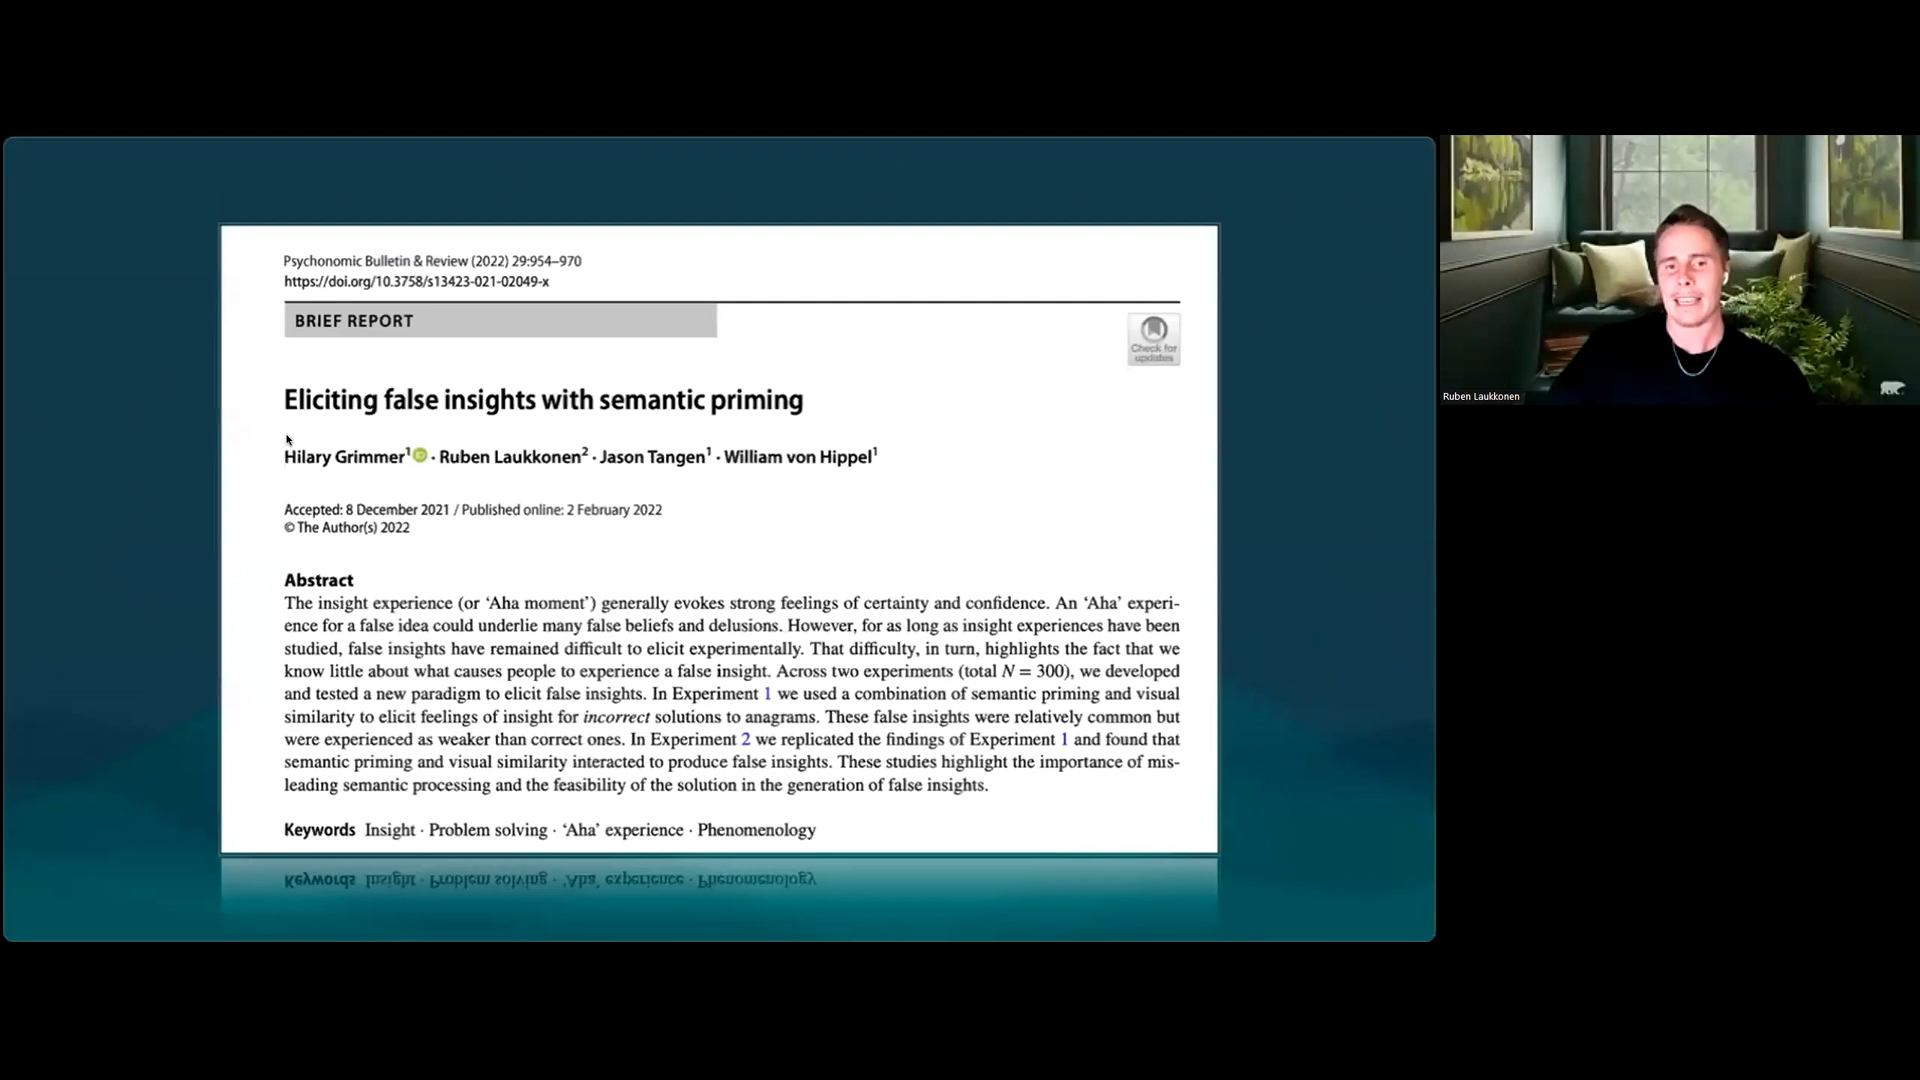 Psychonomic Bulletin & Review (2022) 29:954–970
https://doi.org/10.3758/s13423-021-02049-x
BRIEF REPORT
Check for
updates
Eliciting false insights with semantic priming
Hilary Grimmer1 iD · Ruben Laukkonen2 · Jason Tangen1 · William von Hippel1
Accepted: 8 December 2021 / Published online: 2 February 2022
© The Author(s) 2022
Abstract
The insight experience (or ‘Aha moment’) generally evokes strong feelings of certainty and confidence. An ‘Aha’ experi-
ence for a false idea could underlie many false beliefs and delusions. However, for as long as insight experiences have been
studied, false insights have remained difficult to elicit experimentally. That difficulty, in turn, highlights the fact that we
know little about what causes people to experience a false insight. Across two experiments (total N = 300), we developed
and tested a new paradigm to elicit false insights. In Experiment 1 we used a combination of semantic priming and visual
similarity to elicit feelings of insight for incorrect solutions to anagrams. These false insights were relatively common but
were experienced as weaker than correct ones. In Experiment 2 we replicated the findings of Experiment 1 and found that
semantic priming and visual similarity interacted to produce false insights. These studies highlight the importance of mis-
leading semantic processing and the feasibility of the solution in the generation of false insights.
Keywords Insight · Problem solving · ‘Aha’ experience · Phenomenology
Keywords Insight · Problem solving · ‘Aha’ experience · Phenomenology
Ruben Laukkonen